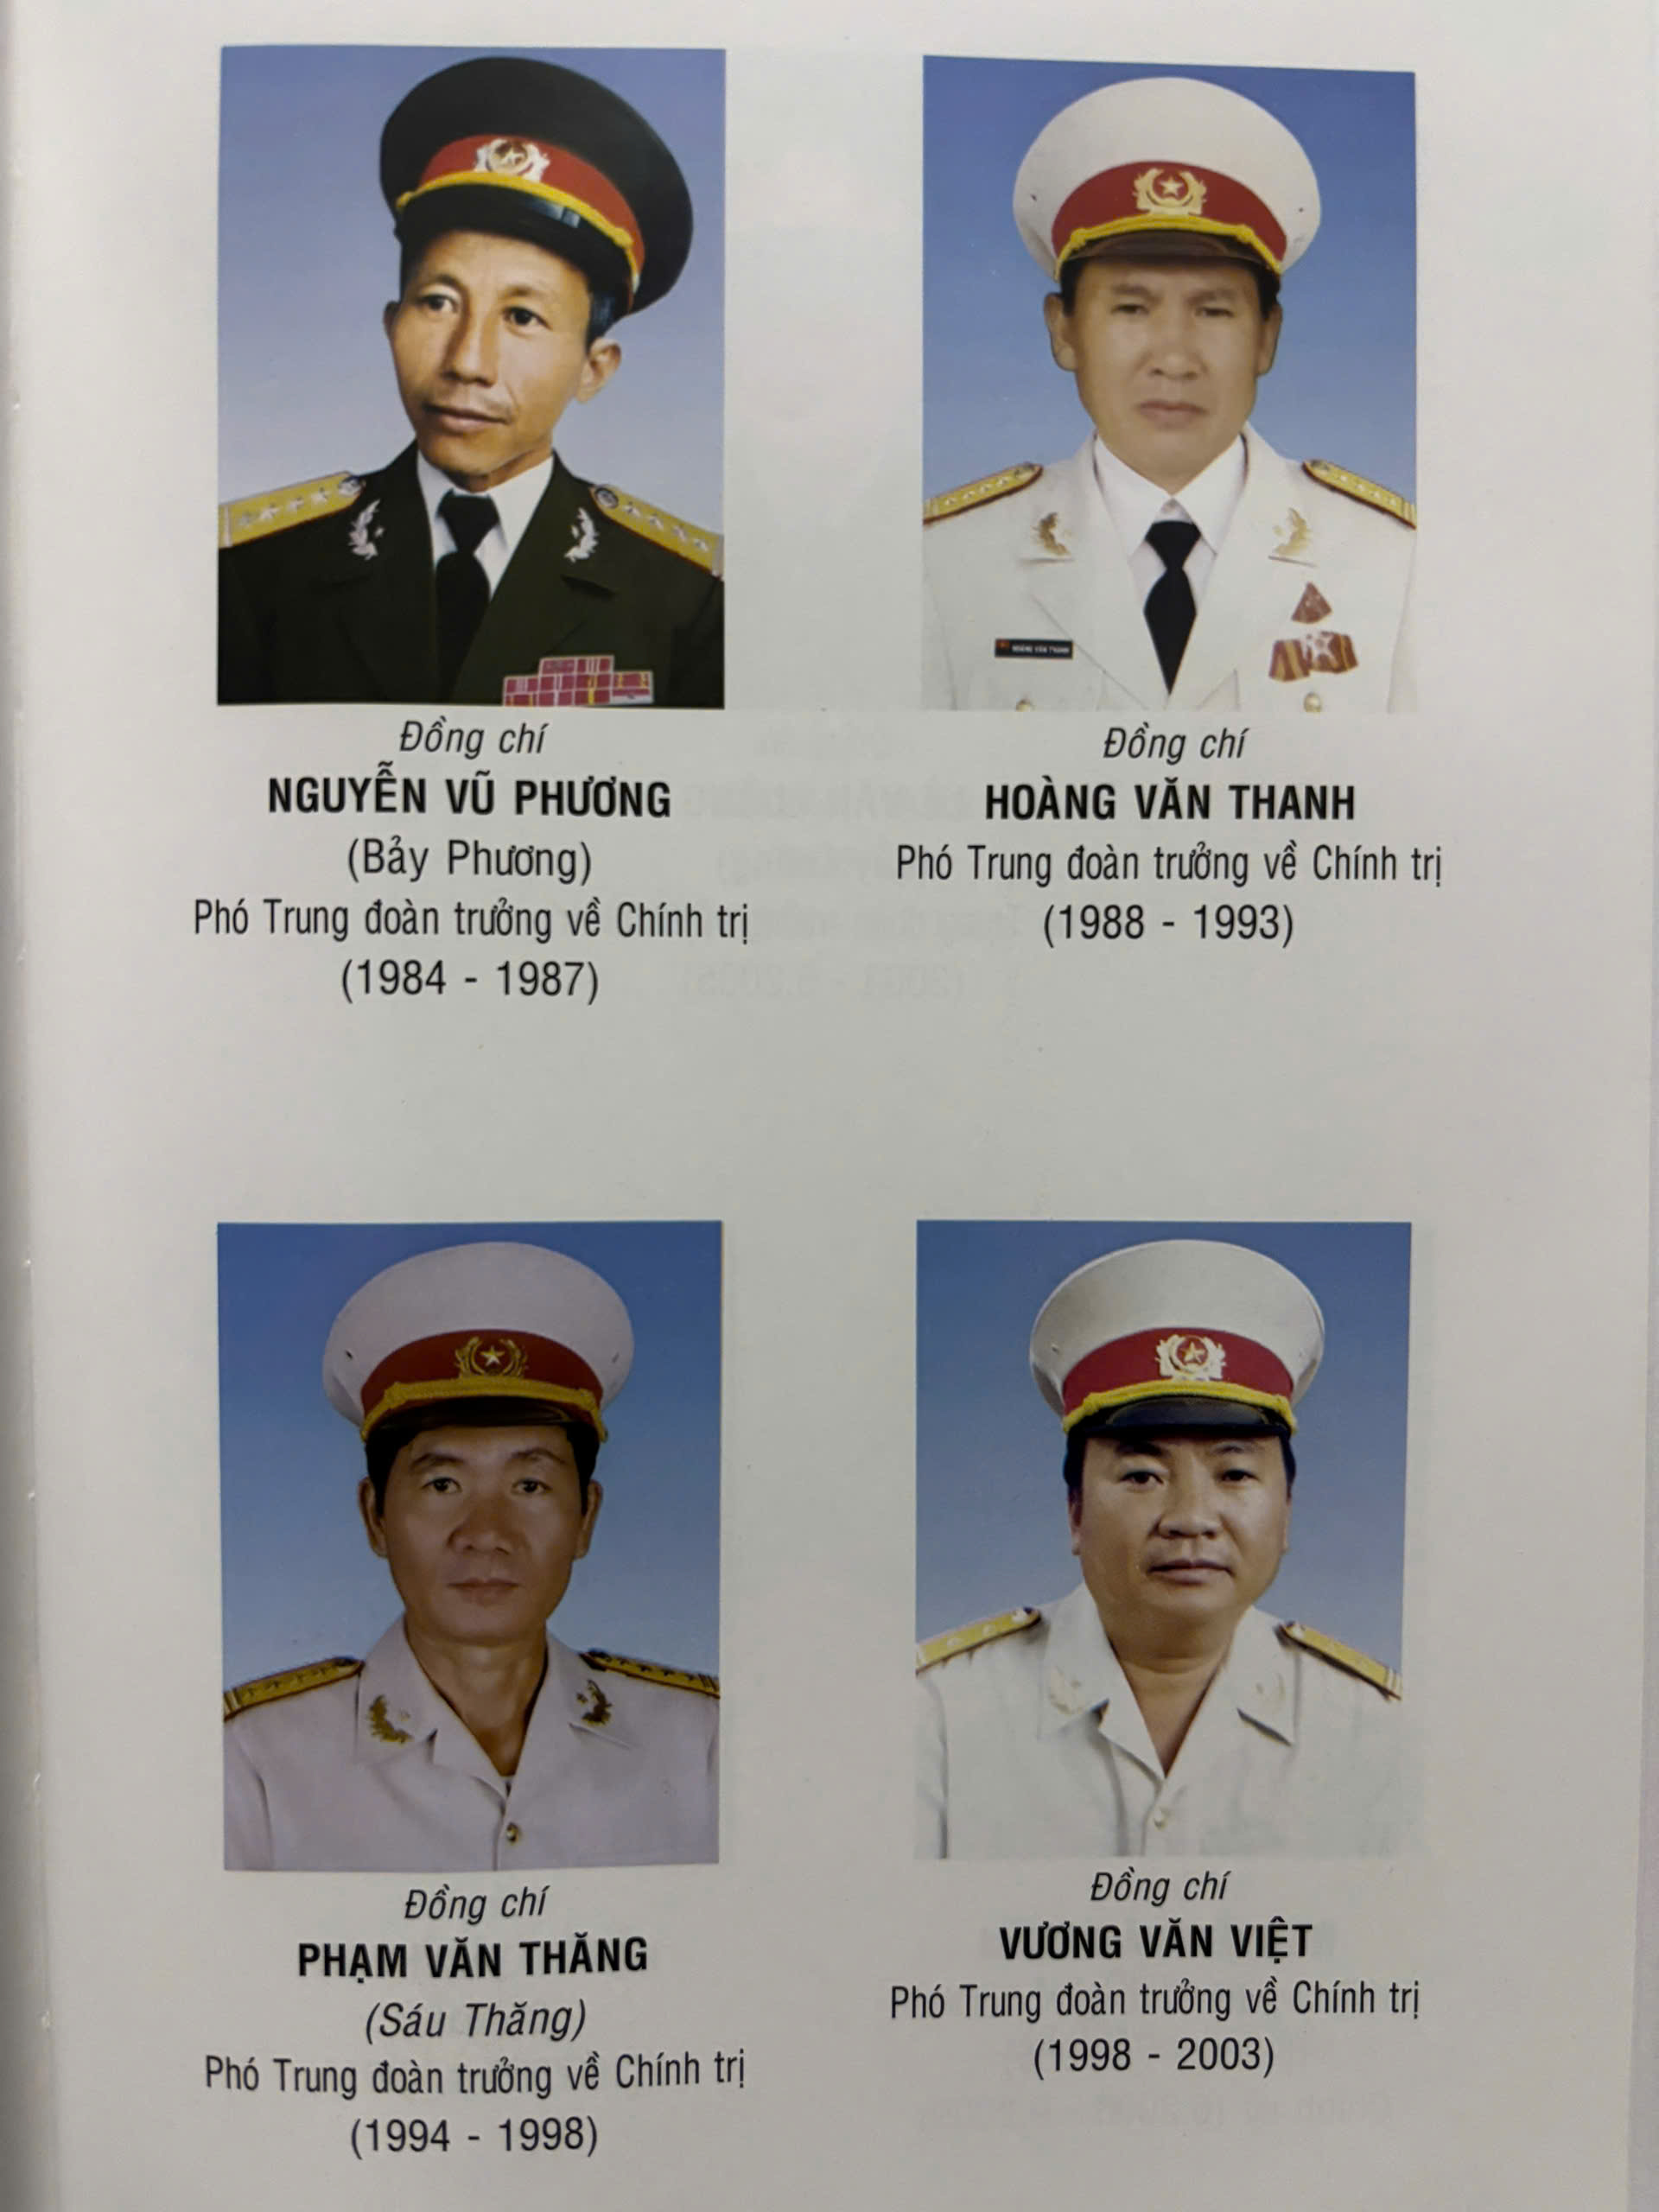 Đồng chí
NGUYỄN VŨ PHƯƠNG
(Bảy Phương)
Phó Trung đoàn trưởng về Chính trị
(1984 - 1987)
HOÀNG VĂN THANH
Đồng chí
HOÀNG VĂN THANH
Phó Trung đoàn trưởng về Chính trị
(1988 - 1993)
Đồng chí
PHẠM VĂN THĂNG
(Sáu Thăng)
Phó Trung đoàn trưởng về Chính trị
(1994 - 1998)
Đồng chí
VƯƠNG VĂN VIỆT
Phó Trung đoàn trưởng về Chính trị
(1998 - 2003)